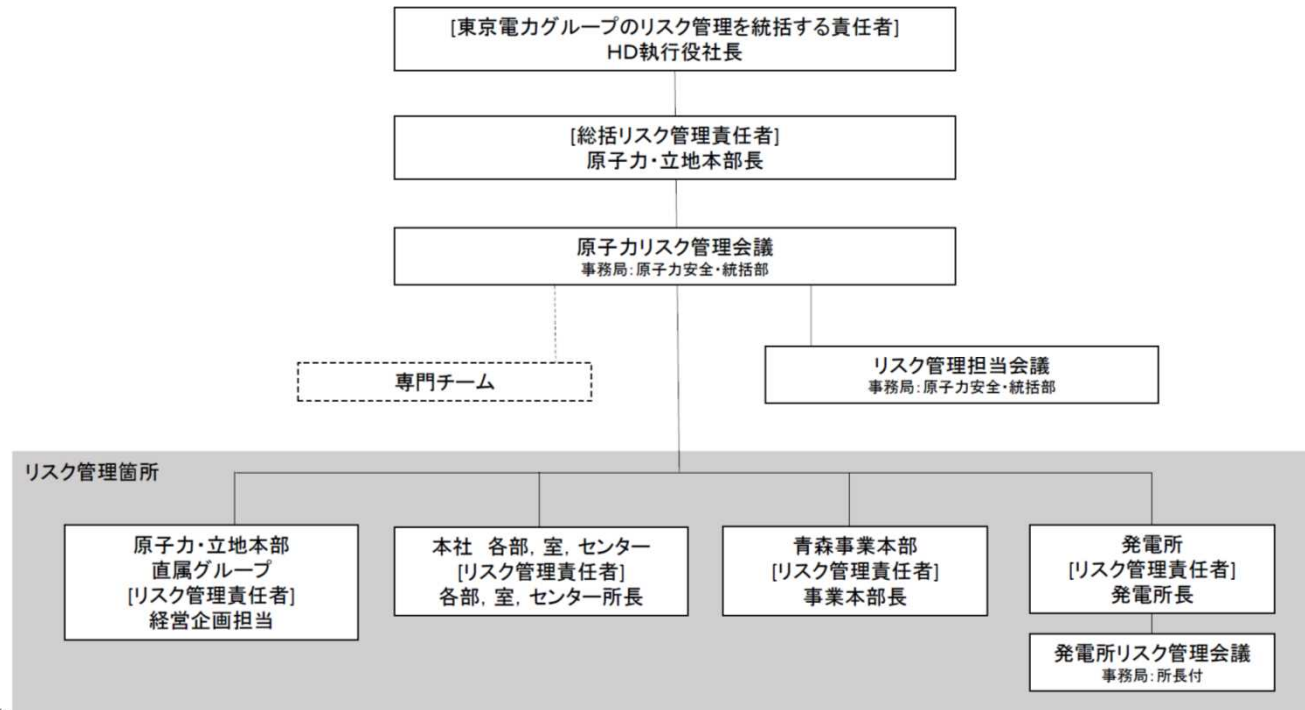 [東京電力グループのリスク管理を統括する責任者]
HD執行役社長
[総括リスク管理責任者]
原子力・立地本部長
原子力リスク管理会議
事務局：原子力安全・統括部
専門チーム
リスク管理担当会議
事務局：原子力安全・統括部
リスク管理箇所
原子力・立地本部
直属グループ
[リスク管理責任者]
経営企画担当
本社　各部，室，センター
[リスク管理責任者]
各部，室，センター所長
青森事業本部
[リスク管理責任者]
事業本部長
発電所
[リスク管理責任者]
発電所長
発電所リスク管理会議
事務局：所長付